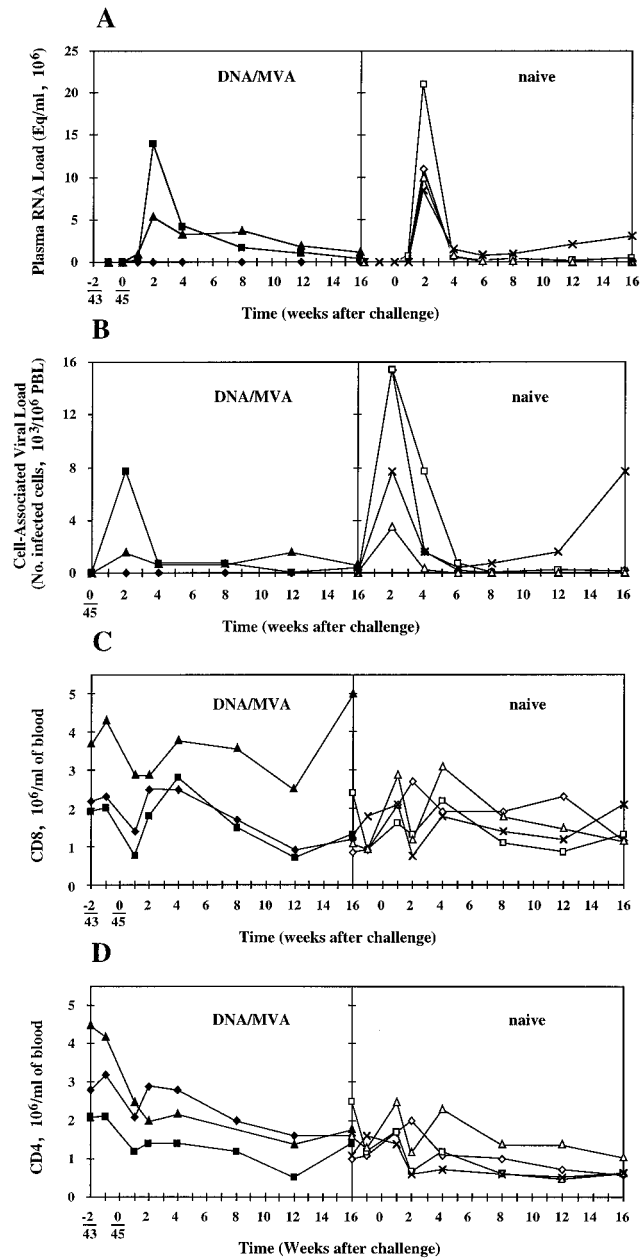 A
Plasma RNA Load (Eq/ml, 10⁶)
25
20
15
10
5
0
DNA/MVA
naive
-2 0 2 4 6 8 10 12 14 16 0 2 4 6 8 10 12 14 16
43 45
Time (weeks after challenge)
B
Cell-Associated Viral Load
(No. infected cells, 10³/10⁶ PBL)
16
12
8
4
0
DNA/MVA
naive
0 2 4 6 8 10 12 14 16 0 2 4 6 8 10 12 14 16
45
Time (weeks after challenge)
C
CD8, 10⁶/ml of blood
5
4
3
2
1
0
DNA/MVA
naive
-2 0 2 4 6 8 10 12 14 16 0 2 4 6 8 10 12 14 16
43 45
Time (weeks after challenge)
D
CD4, 10⁶/ml of blood
5
4
3
2
1
0
DNA/MVA
naive
-2 0 2 4 6 8 10 12 14 16 0 2 4 6 8 10 12 14 16
43 45
Time (Weeks after challenge)